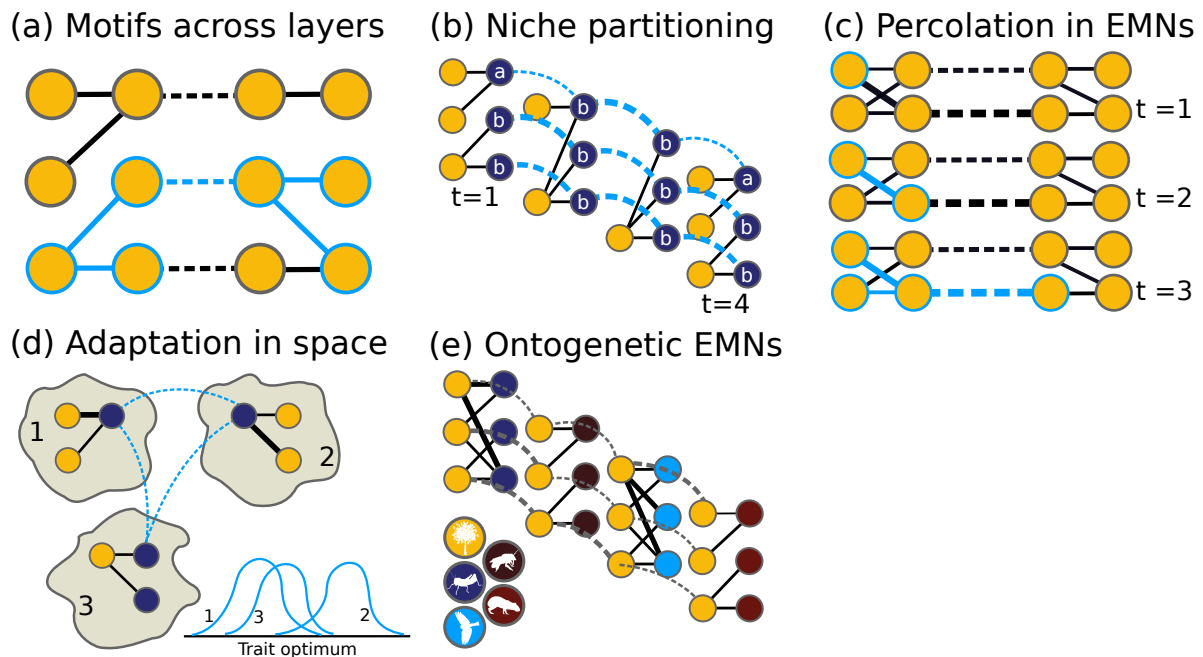 (a) Motifs across layers
(b) Niche partitioning
a
b
b
b
b
b
b
b
b
a
b
b
t=1
t=4
(c) Percolation in EMNs
t =1
t =2
t =3
(d) Adaptation in space
1
2
3
1
3
2
Trait optimum
(e) Ontogenetic EMNs